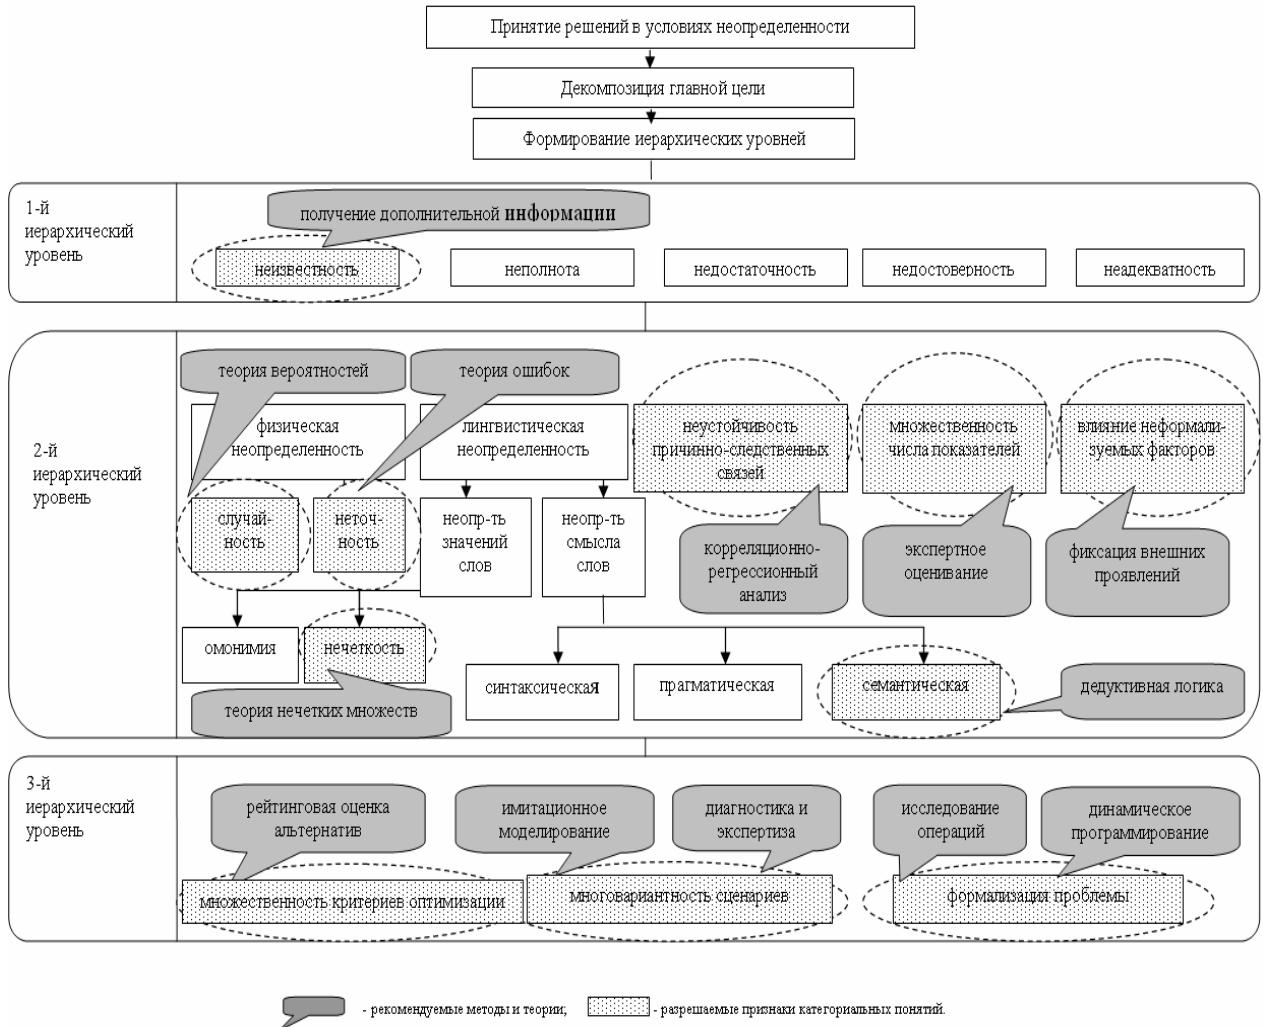 Принятие решений в условиях неопределенности
Декомпозиция главной цели
Формирование иерархических уровней
1-й
иерархический
уровень
получение дополнительной информации
неизвестность
неполнота
недостаточность
недостоверность
неадекватность
2-й
иерархический
уровень
теория вероятностей
теория ошибок
физическая
неопределенность
лингвистическая
неопределенность
неустойчивость
причинно-следственных
связей
множественность
числа показателей
влияние неформали-
зуемых факторов
случай-
ность
неточ-
ность
неопр-ть
значений
слов
неопр-ть
смысла
слов
корреляционно-
регрессионный
анализ
экспертное
оценивание
фиксация внешних
проявлений
омонимия
нечеткость
синтаксическая
прагматическая
семантическая
дедуктивная логика
теория нечетких множеств
3-й
иерархический
уровень
рейтинговая оценка
альтернатив
имитационное
моделирование
диагностика и
экспертиза
исследование
операций
динамическое
программирование
множественность критериев оптимизации
многовариантность сценариев
формализация проблемы
- рекомендуемые методы и теории;
- разрешаемые признаки категориальных понятий.